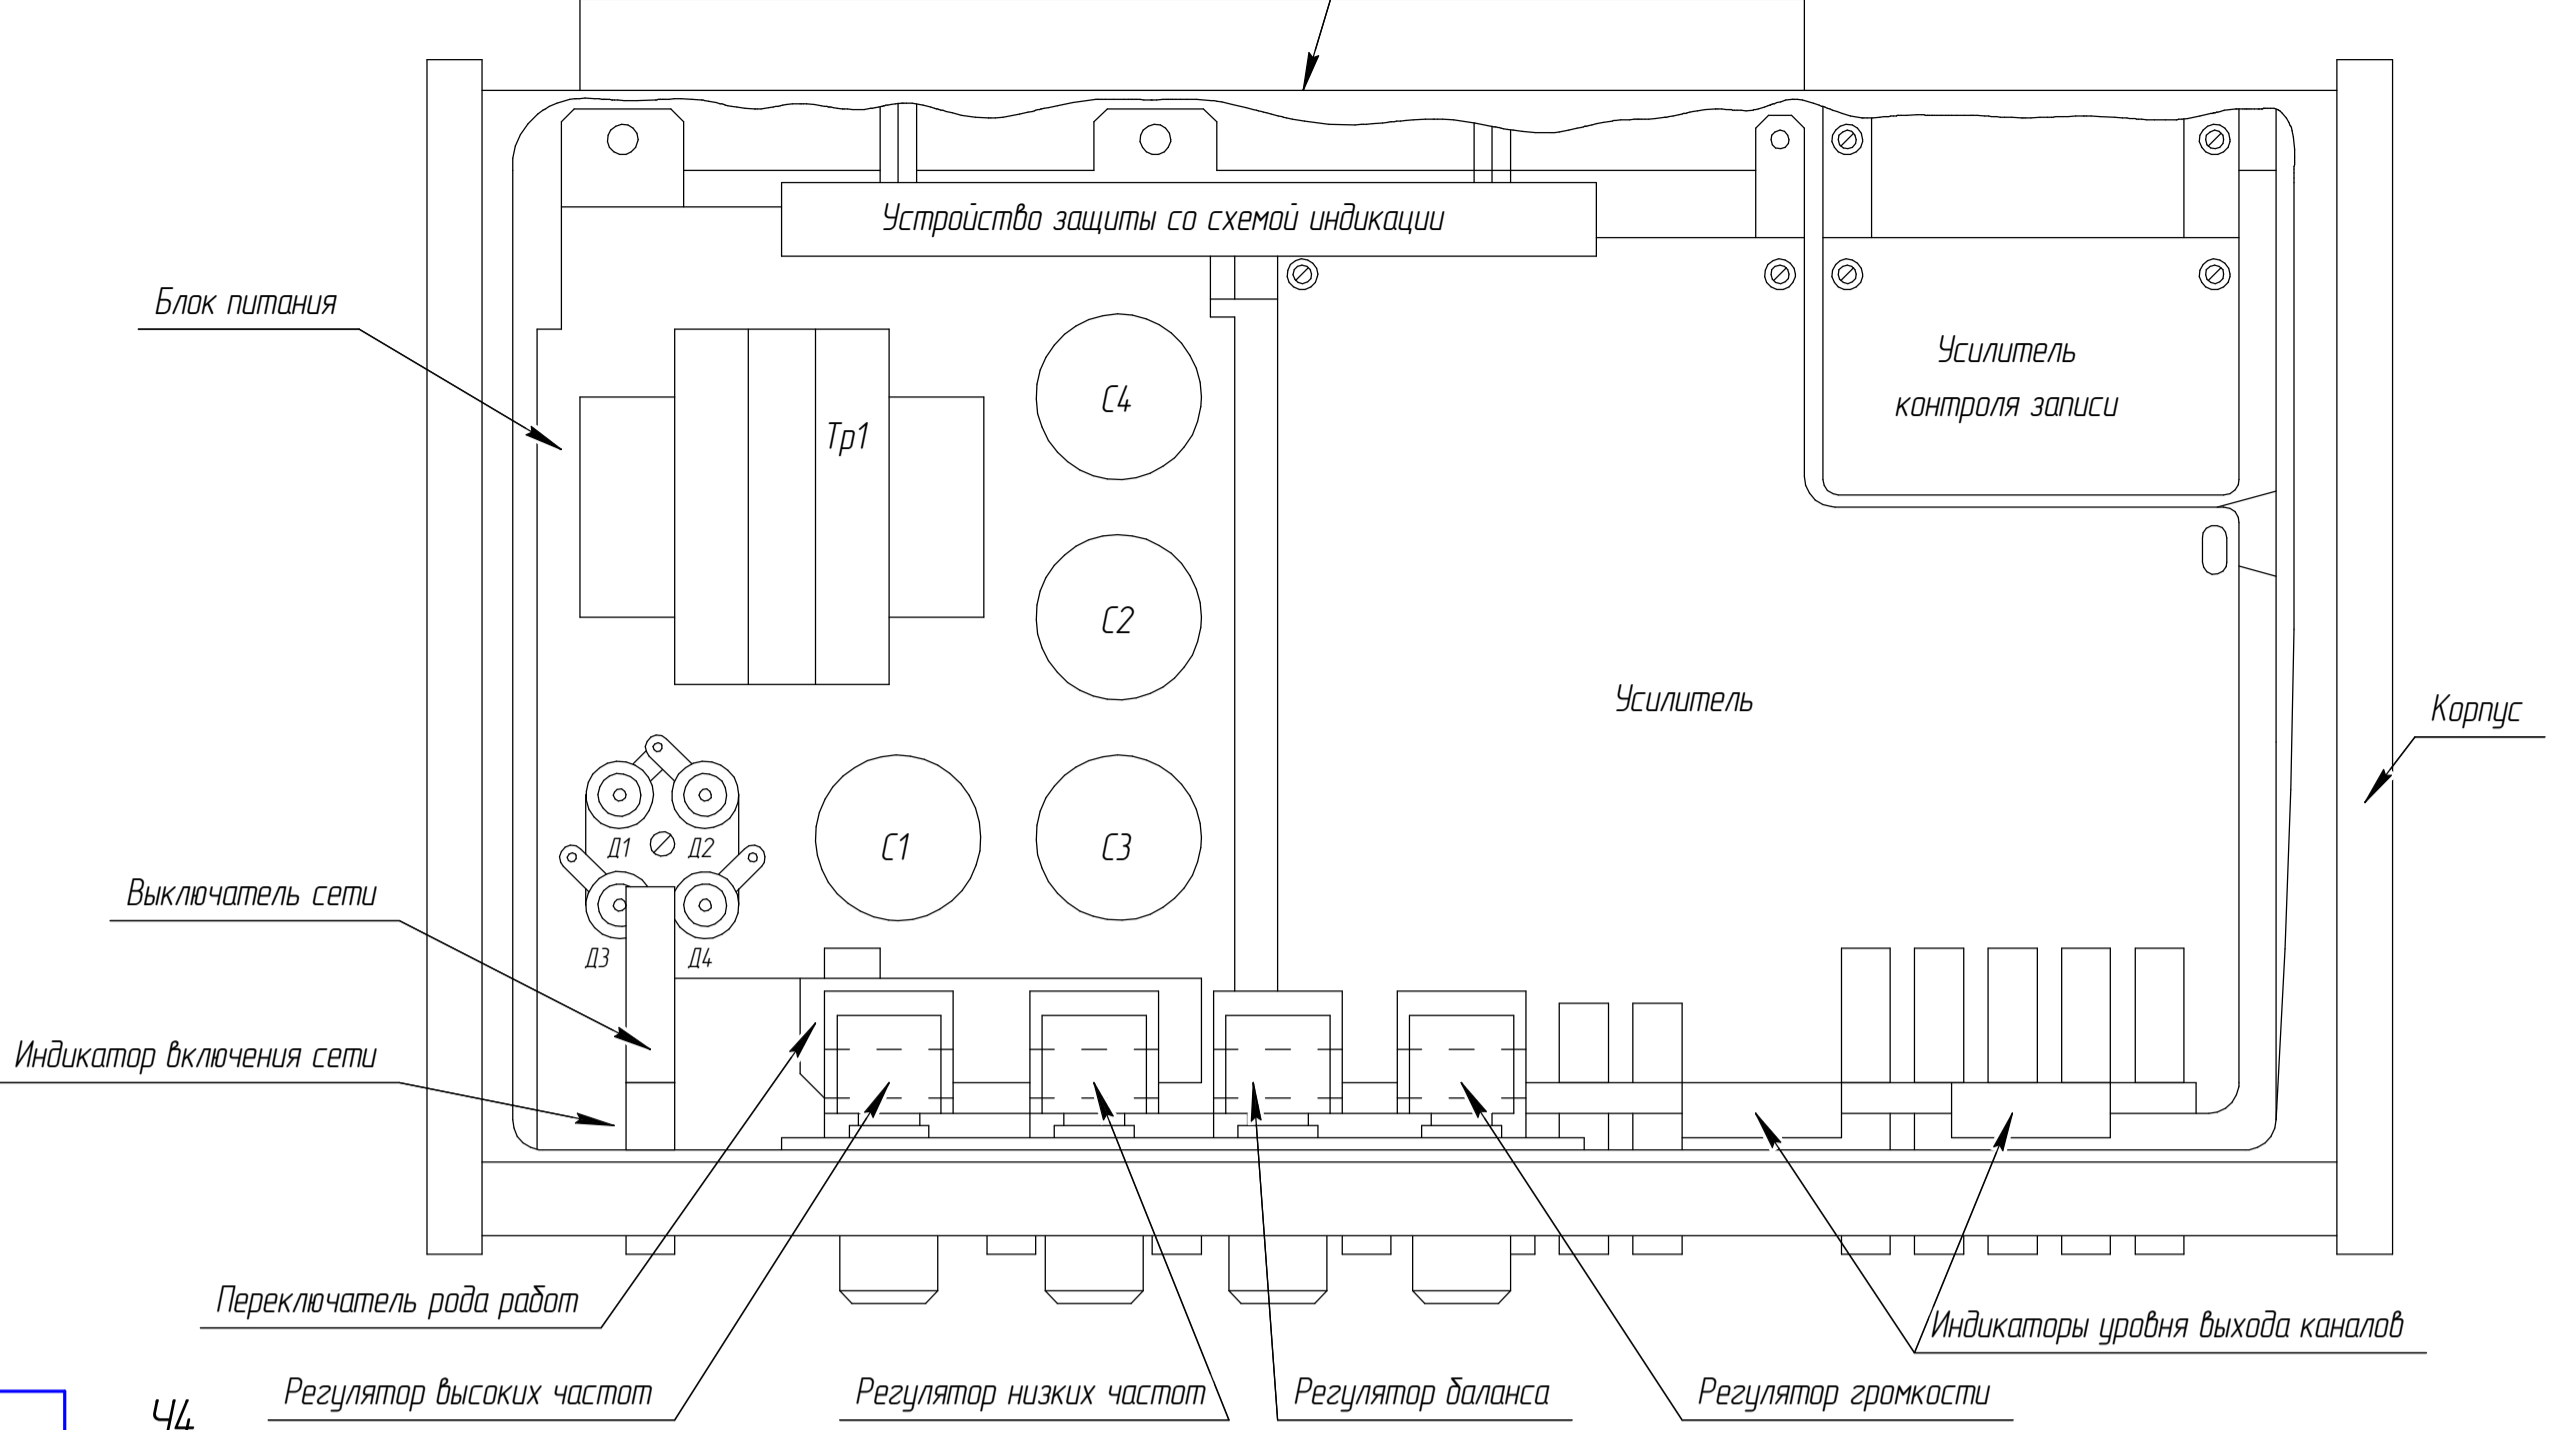 Устройство защиты со схемой индикации
Блок питания
Усилитель
контроля записи
С4
Тр1
С2
Усилитель
Корпус
Д1
Д2
С1
С3
Выключатель сети
Д3
Д4
Индикатор включения сети
Переключатель рода работ
Индикаторы уровня выхода каналов
Регулятор высоких частот
Регулятор низких частот
Регулятор баланса
Регулятор громкости
Ч4